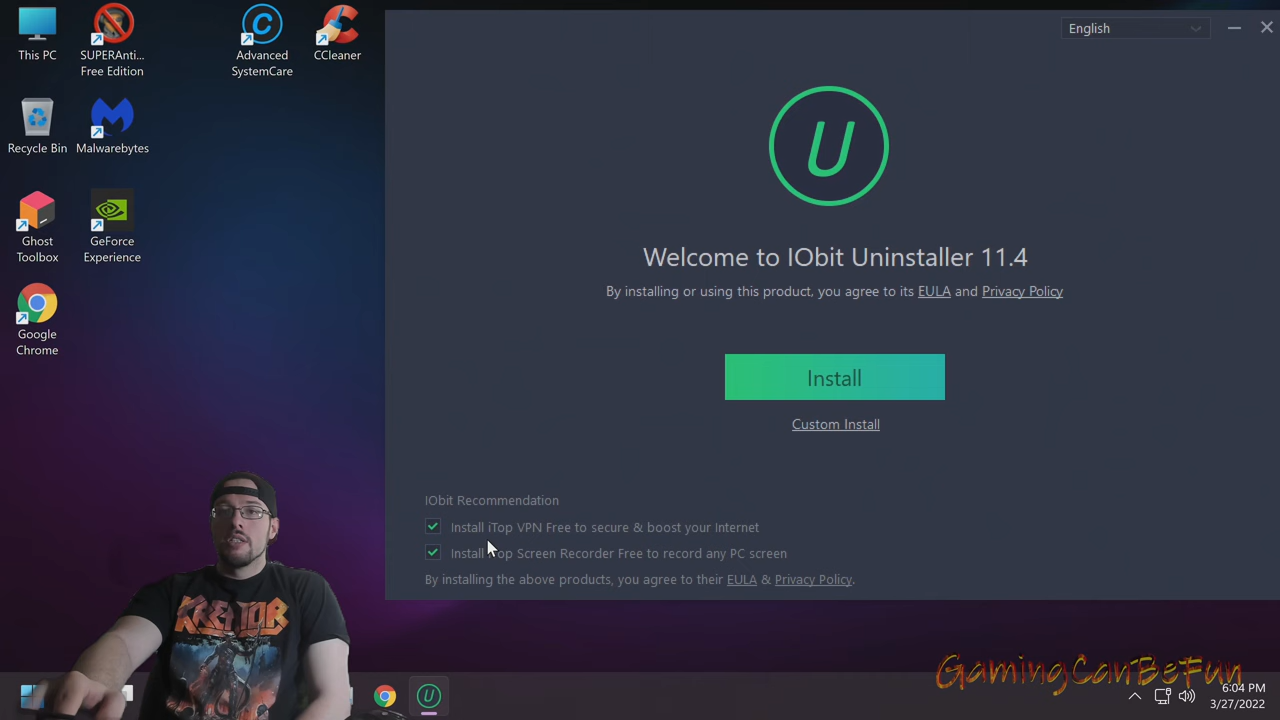 This PC
SUPERAnti...
Free Edition
Advanced
SystemCare
CCleaner
Recycle Bin
Malwarebytes
Ghost
Toolbox
GeForce
Experience
Google
Chrome
English
U
Welcome to IObit Uninstaller 11.4
By installing or using this product, you agree to its EULA and Privacy Policy
Install
Custom Install
IObit Recommendation
Install iTop VPN Free to secure & boost your Internet
Install iTop Screen Recorder Free to record any PC screen
By installing the above products, you agree to their EULA & Privacy Policy.
KREATOR
GamingCanBeFun
6:04 PM
3/27/2022